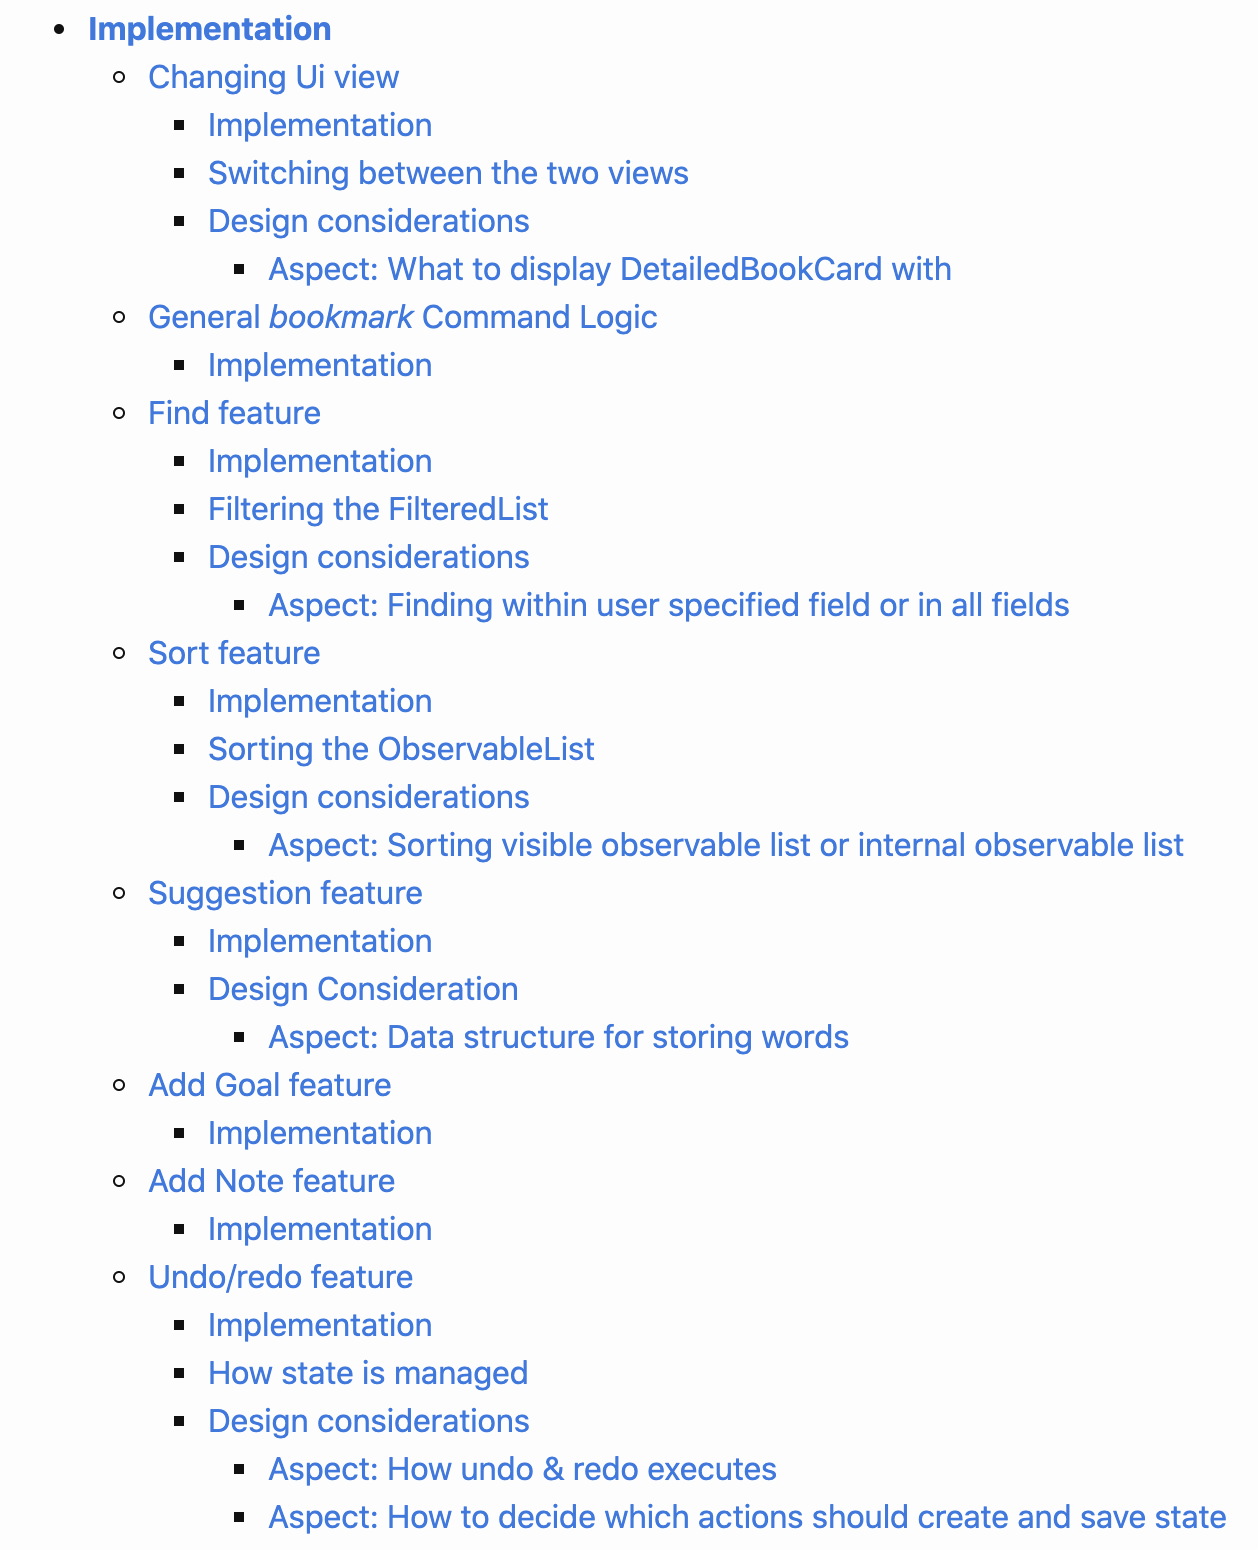 Implementation
Changing Ui view
Implementation
Switching between the two views
Design considerations
Aspect: What to display DetailedBookCard with
General bookmark Command Logic
Implementation
Find feature
Implementation
Filtering the FilteredList
Design considerations
Aspect: Finding within user specified field or in all fields
Sort feature
Implementation
Sorting the ObservableList
Design considerations
Aspect: Sorting visible observable list or internal observable list
Suggestion feature
Implementation
Design Consideration
Aspect: Data structure for storing words
Add Goal feature
Implementation
Add Note feature
Implementation
Undo/redo feature
Implementation
How state is managed
Design considerations
Aspect: How undo & redo executes
Aspect: How to decide which actions should create and save state